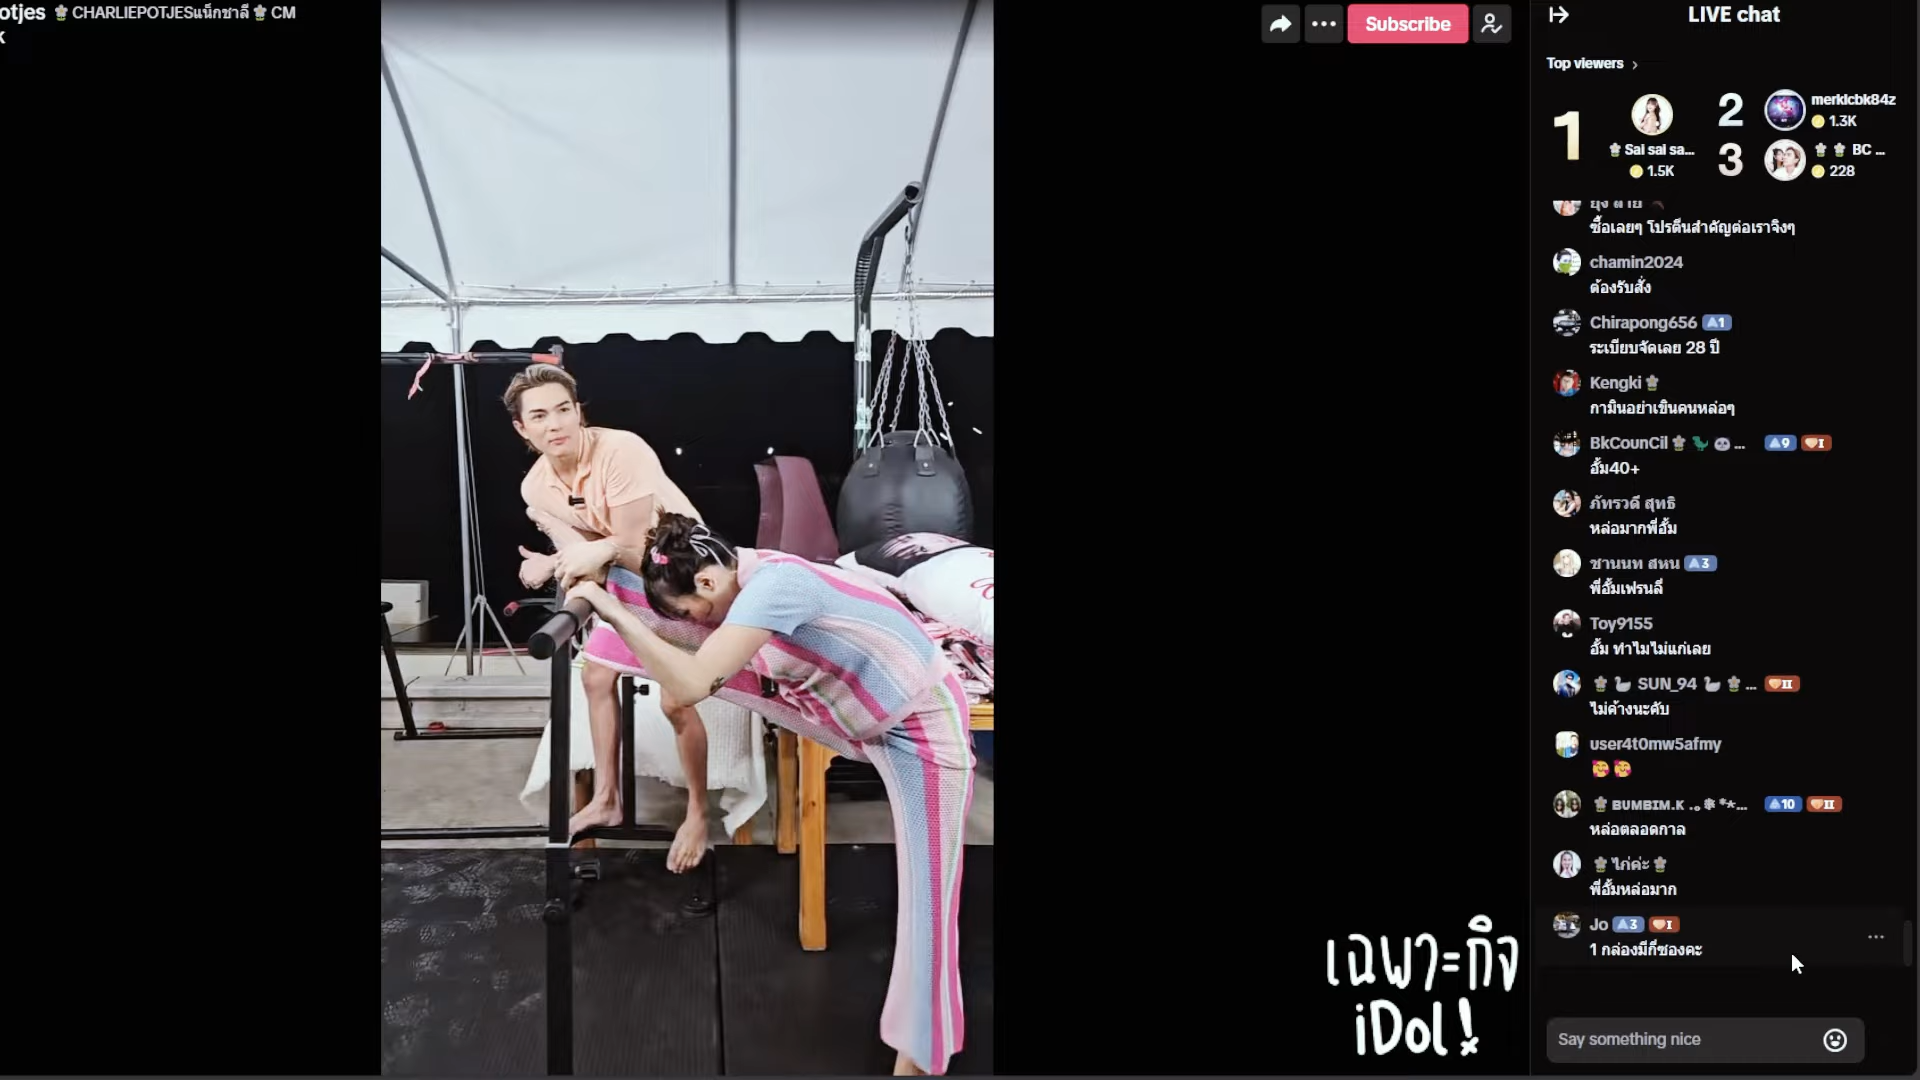 otjes CHARLIEPOTJESแน็กชาลี CM
Subscribe
LIVE chat
Top viewers
1
Sai sai sa...
1.5K
2
merklcbk84z
1.3K
3
BC ...
228
ซื้อเลยๆ โปรตีนสำคัญต่อเราจิงๆ
chamin2024
ต้องรับสั่ง
Chirapong656 1
ระเบียบจัดเลย 28 ปี
Kengki
กามินอย่าเขินคนหล่อๆ
BkCounCil ... 9 I
อั้ม40+
ภัทรวดี สุทธิ
หล่อมากพี่อั้ม
ชานนท สหน 3
พี่อั้มเฟรนลี่
Toy9155
อั้ม ทำไมไม่แก่เลย
SUN_94 ... II
ไม่ค้างนะคับ
user4t0mw5afmy
BUMBIM.K .｡❃ *⋆... 10 II
หล่อตลอดกาล
ไก่ค่ะ
พี่อั้มหล่อมาก
Jo 3 I
1 กล่องมีกี่ซองคะ
Say something nice
เฉพาะกิจ
iDol!